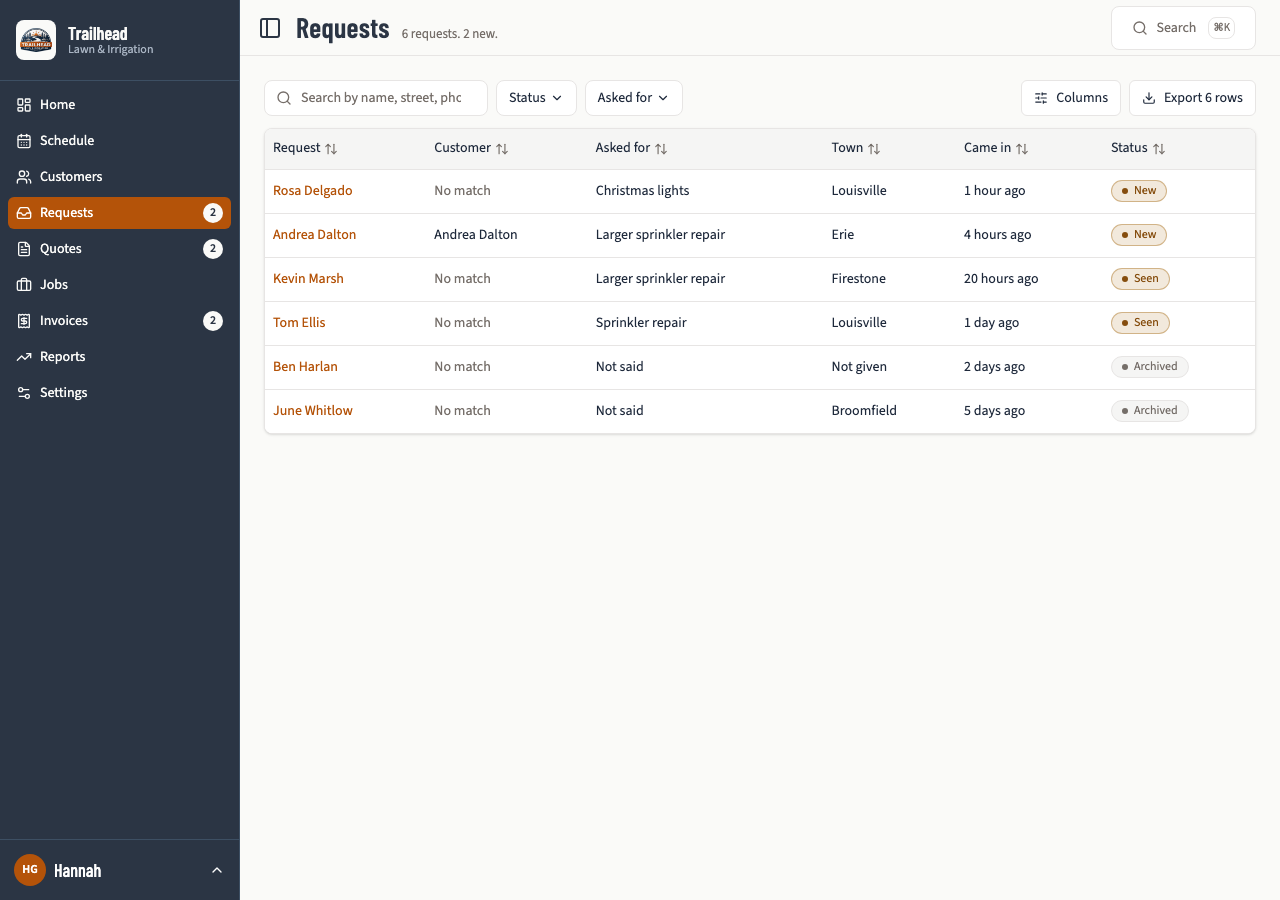 Trailhead
Lawn & Irrigation
Home
Schedule
Customers
Requests 2
Quotes 2
Jobs
Invoices 2
Reports
Settings
HG Hannah
Requests 6 requests. 2 new.
Search ⌘K
Search by name, street, phc
Status
Asked for
Columns
Export 6 rows
Request Customer Asked for Town Came in Status
Rosa Delgado No match Christmas lights Louisville 1 hour ago New
Andrea Dalton Andrea Dalton Larger sprinkler repair Erie 4 hours ago New
Kevin Marsh No match Larger sprinkler repair Firestone 20 hours ago Seen
Tom Ellis No match Sprinkler repair Louisville 1 day ago Seen
Ben Harlan No match Not said Not given 2 days ago Archived
June Whitlow No match Not said Broomfield 5 days ago Archived